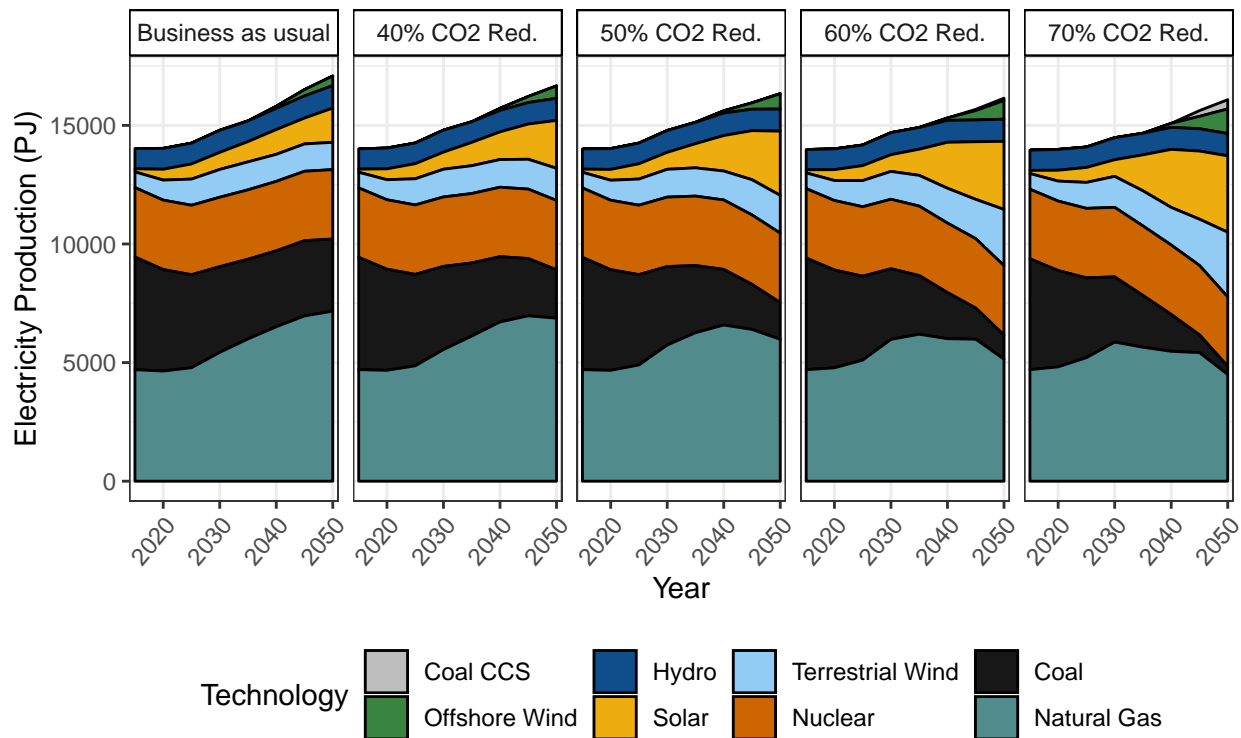 Business as usual 40% CO2 Red. 50% CO2 Red. 60% CO2 Red. 70% CO2 Red.
Electricity Production (PJ)
15000
10000
5000
0
2020 2030 2040 2050 2020 2030 2040 2050 2020 2030 2040 2050 2020 2030 2040 2050 2020 2030 2040 2050
Year
Technology
Coal CCS Hydro Terrestrial Wind Coal
Offshore Wind Solar Nuclear Natural Gas